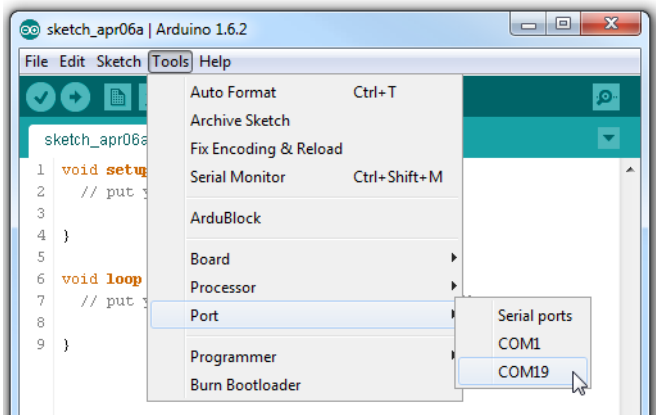 sketch_apr06a | Arduino 1.6.2
File Edit Sketch Tools Help
sketch_apr06a
Auto Format Ctrl+T
Archive Sketch
Fix Encoding & Reload
Serial Monitor Ctrl+Shift+M
ArduBlock
Board
Processor
Port
Programmer
Burn Bootloader
Serial ports
COM1
COM19
1 void setup
2 // put y
3
4 }
5
6 void loop
7 // put y
8
9 }